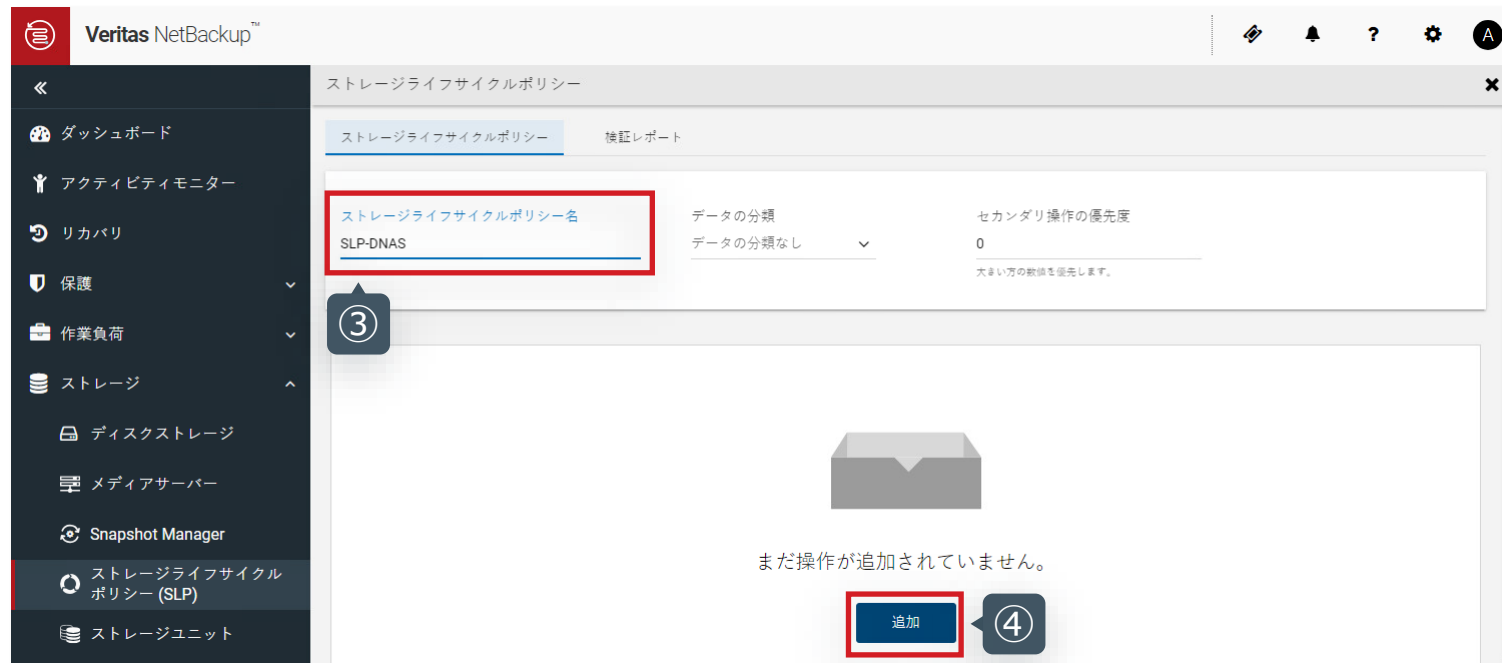 Veritas NetBackup™
?
A
ストレージライフサイクルポリシー
ダッシュボード
アクティビティモニター
リカバリ
保護
作業負荷
ストレージ
ディスクストレージ
メディアサーバー
Snapshot Manager
ストレージライフサイクル
ポリシー (SLP)
ストレージユニット
ストレージライフサイクルポリシー
検証レポート
ストレージライフサイクルポリシー名
SLP-DNAS
データの分類
データの分類なし
セカンダリ操作の優先度
0
大きい方の数値を優先します。
③
まだ操作が追加されていません。
追加
④